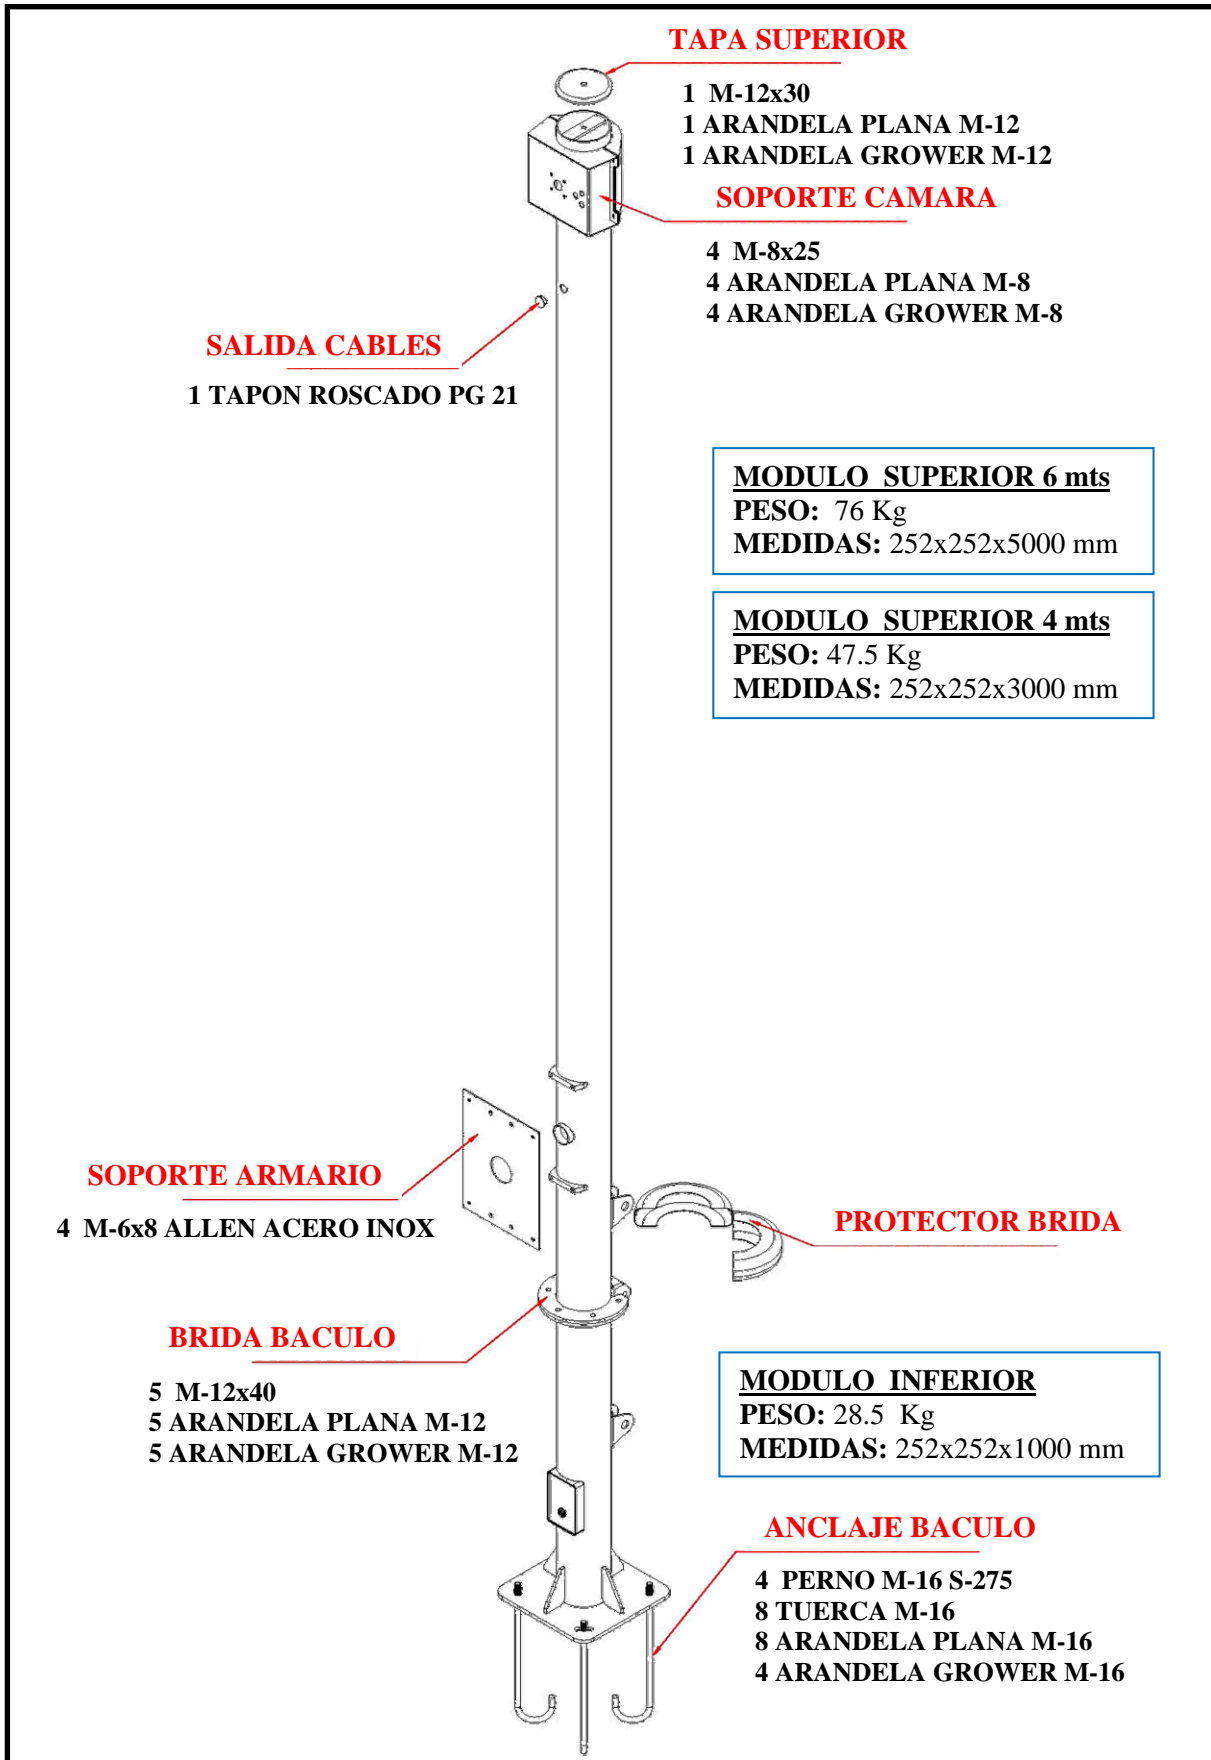 TAPA SUPERIOR
1 M-12x30
1 ARANDELA PLANA M-12
1 ARANDELA GROWER M-12
SOPORTE CAMARA
4 M-8x25
4 ARANDELA PLANA M-8
4 ARANDELA GROWER M-8
SALIDA CABLES
1 TAPON ROSCADO PG 21
MODULO SUPERIOR 6 mts
PESO: 76 Kg
MEDIDAS: 252x252x5000 mm
MODULO SUPERIOR 4 mts
PESO: 47.5 Kg
MEDIDAS: 252x252x3000 mm
SOPORTE ARMARIO
4 M-6x8 ALLEN ACERO INOX
PROTECTOR BRIDA
BRIDA BACULO
5 M-12x40
5 ARANDELA PLANA M-12
5 ARANDELA GROWER M-12
MODULO INFERIOR
PESO: 28.5 Kg
MEDIDAS: 252x252x1000 mm
ANCLAJE BACULO
4 PERNO M-16 S-275
8 TUERCA M-16
8 ARANDELA PLANA M-16
4 ARANDELA GROWER M-16